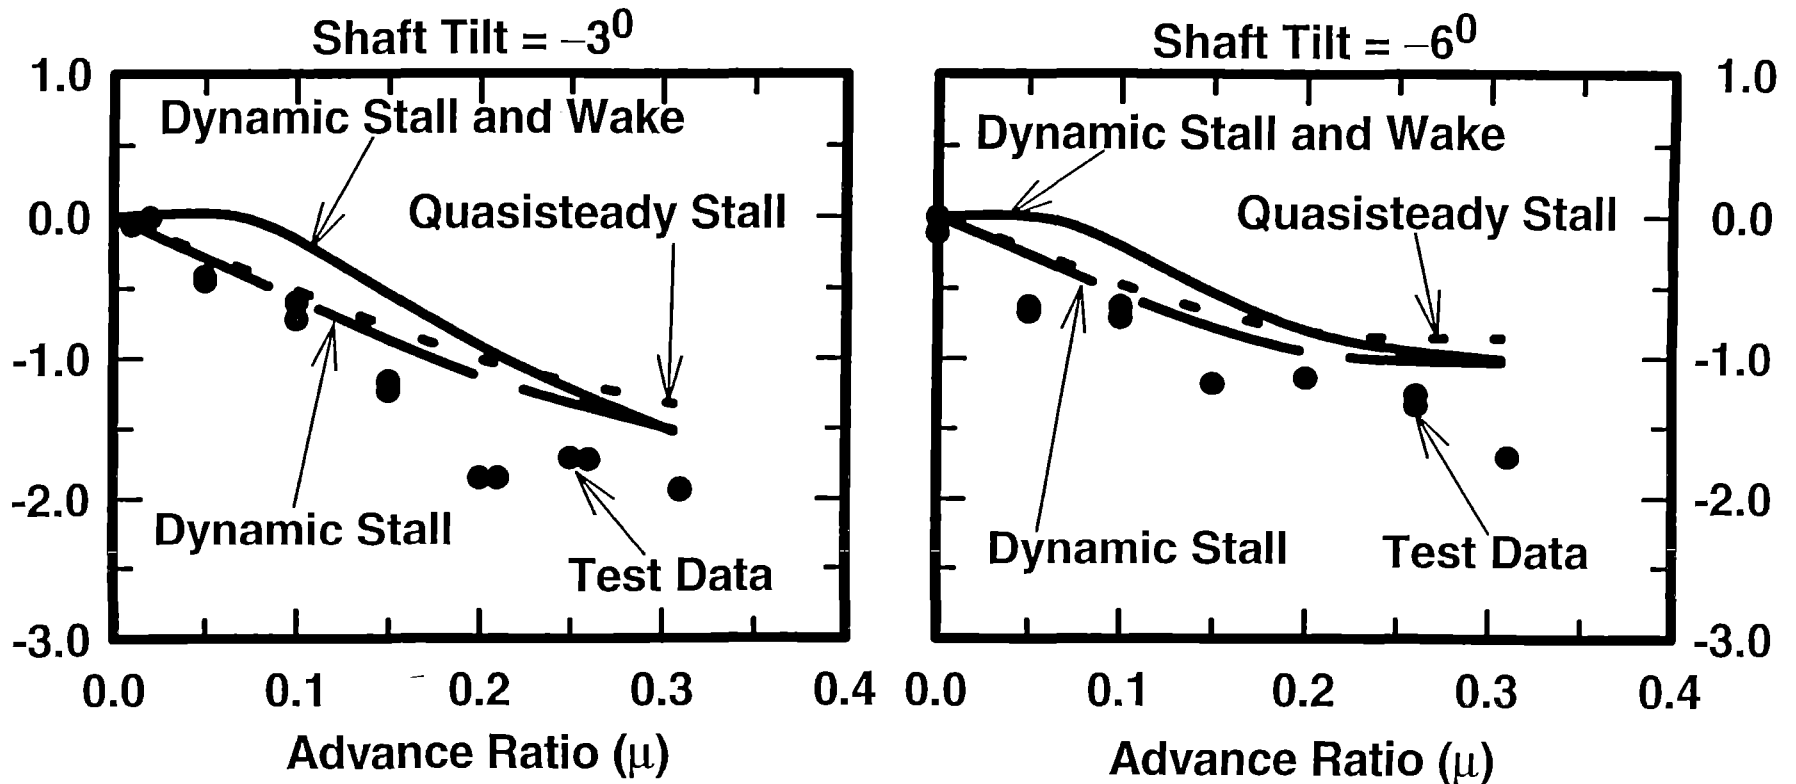 Shaft Tilt = –3⁰
1.0
Dynamic Stall and Wake
0.0
Quasisteady Stall
-1.0
-2.0
Dynamic Stall
Test Data
-3.0
0.0 0.1 0.2 0.3 0.4
Advance Ratio (μ)
Shaft Tilt = –6⁰
1.0
Dynamic Stall and Wake
Quasisteady Stall
0.0
-1.0
-2.0
Dynamic Stall
Test Data
-3.0
0.0 0.1 0.2 0.3 0.4
Advance Ratio (μ)